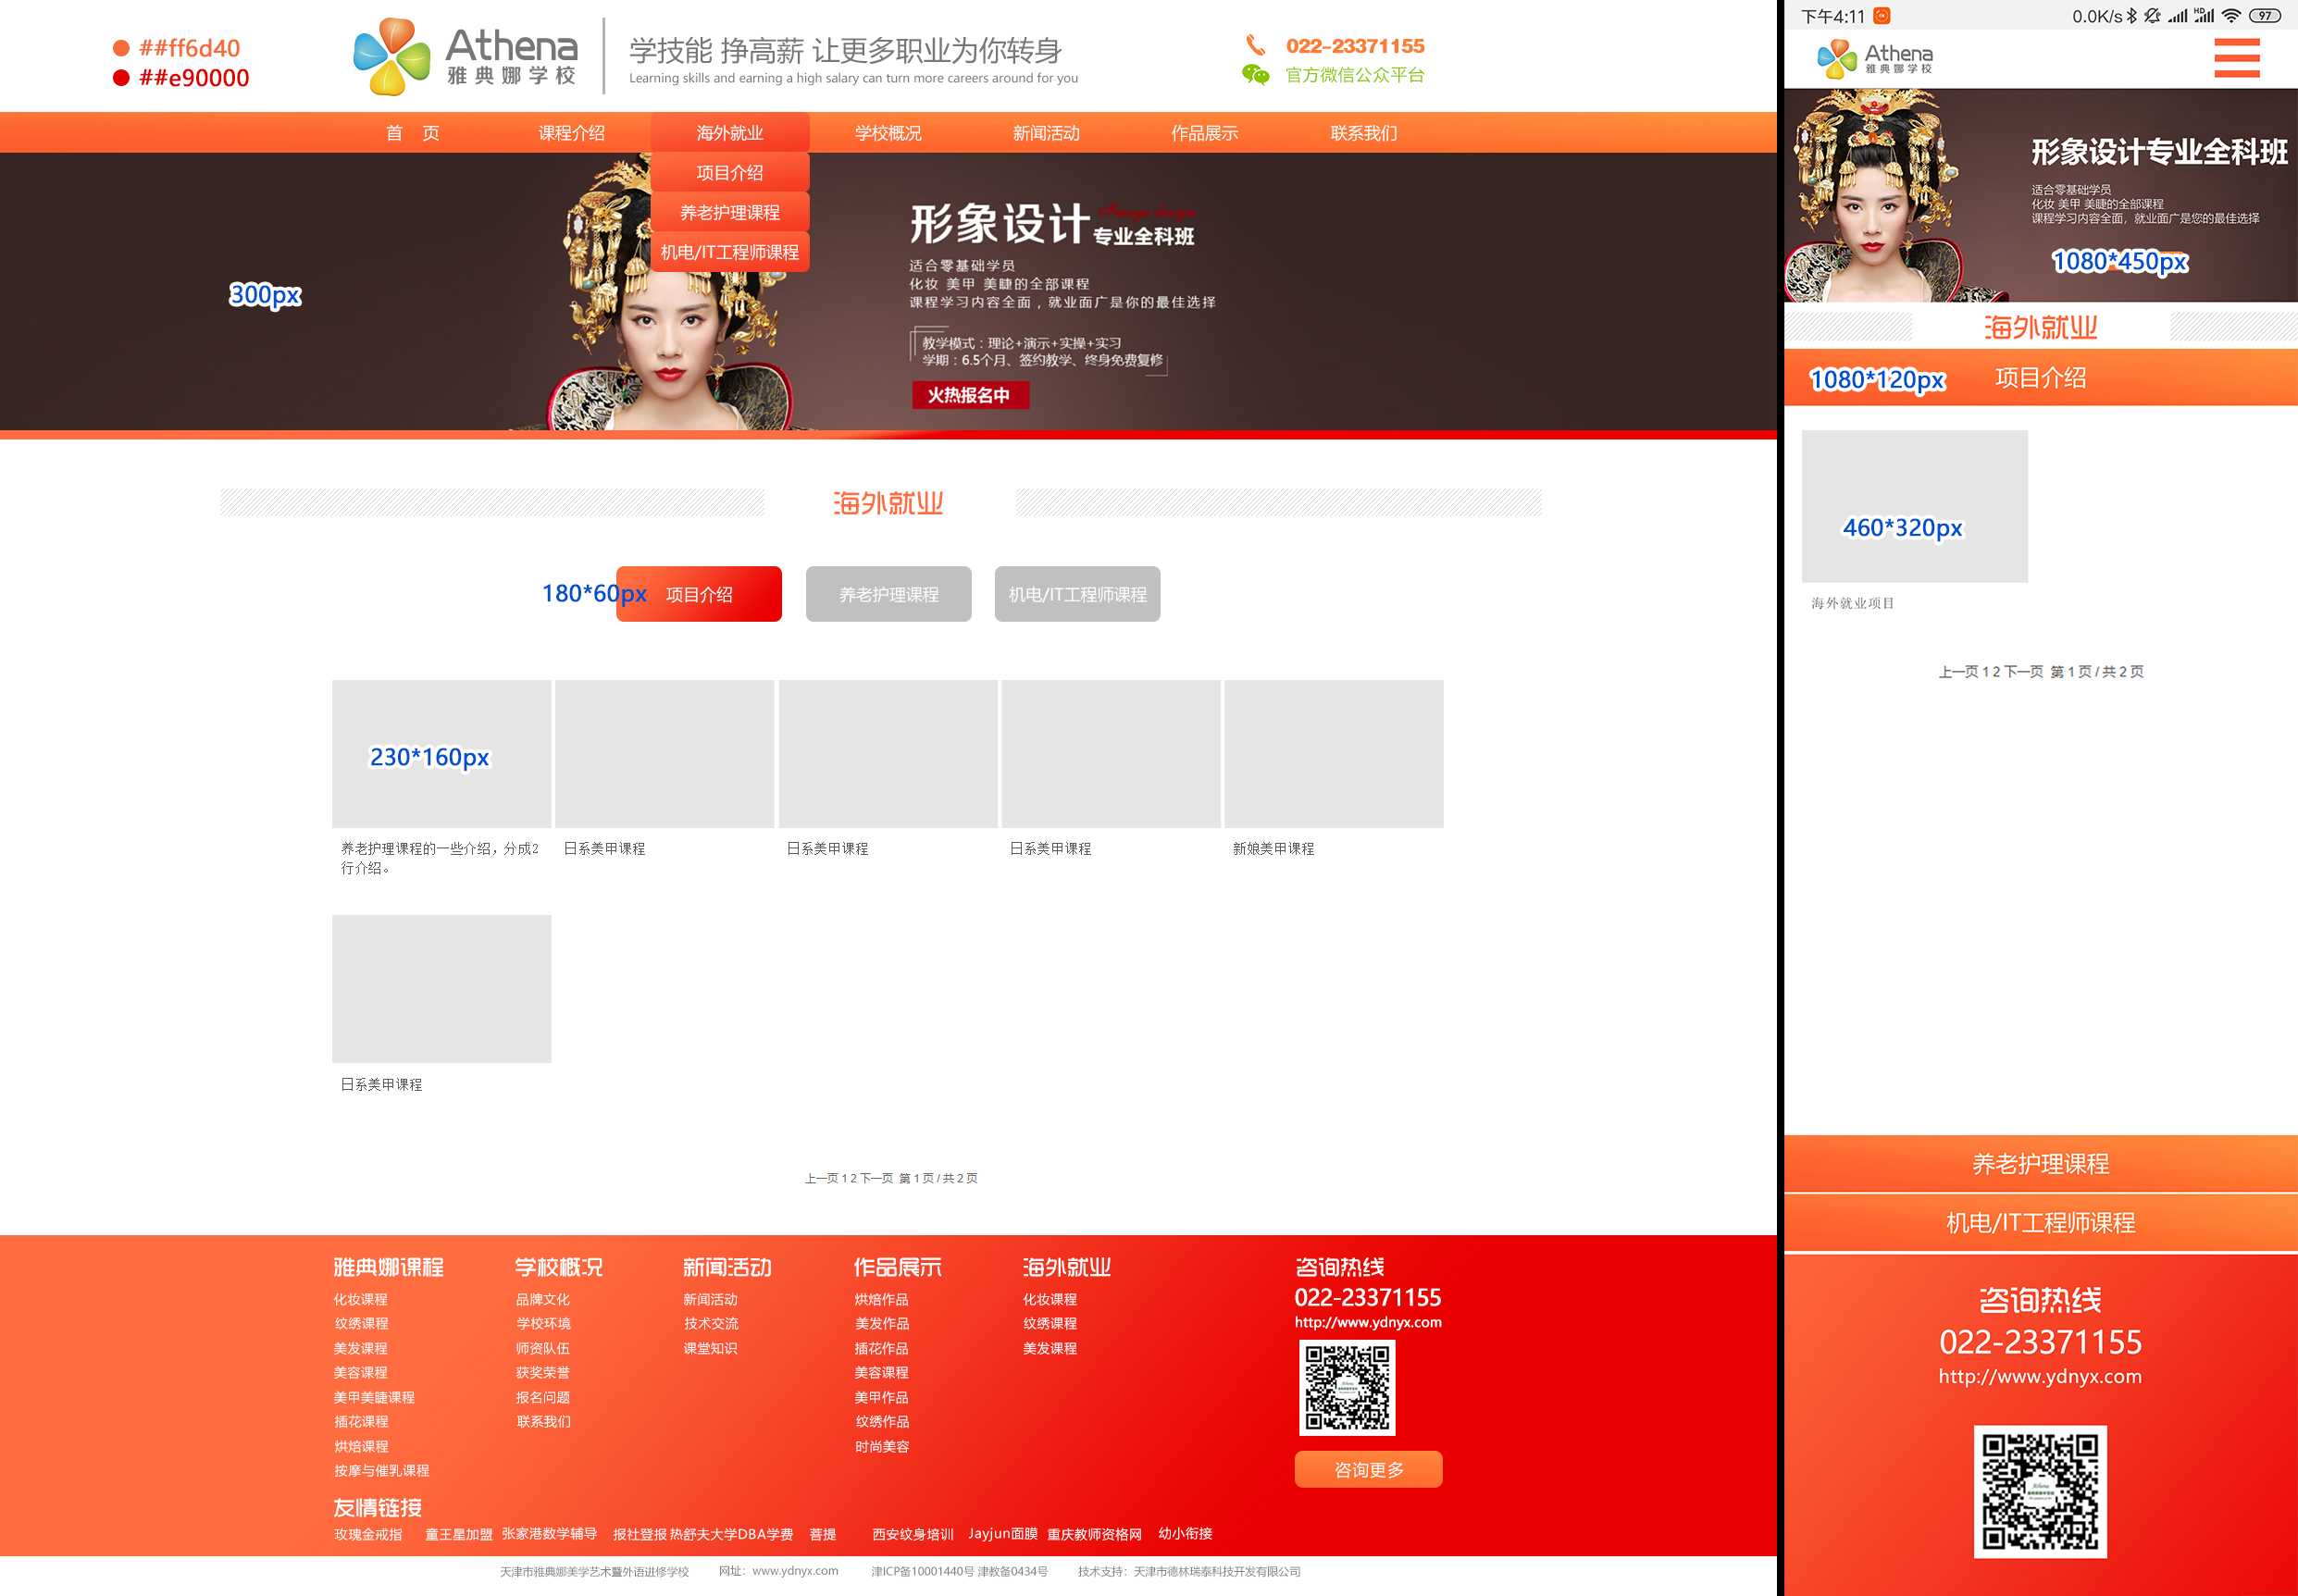 ##ff6d40
##e90000
Athena
雅典娜学校
学技能 挣高薪 让更多职业为你转身
Learning skills and earning a high salary can turn more careers around for you
022-23371155
官方微信公众平台
首 页 课程介绍 海外就业 学校概况 新闻活动 作品展示 联系我们
项目介绍
养老护理课程
机电/IT工程师课程
300px
形象设计 专业全科班
Image design
适合零基础学员
化妆 美甲 美睫的全部课程
课程学习内容全面，就业面广是你的最佳选择
教学模式：理论+演示+实操+实习
学期：6.5个月、签约教学、终身免费复修
火热报名中
海外就业
180*60px
项目介绍 养老护理课程 机电/IT工程师课程
230*160px
养老护理课程的一些介绍，分成2
行介绍。
日系美甲课程
日系美甲课程
日系美甲课程
新娘美甲课程
日系美甲课程
上一页 1 2 下一页 第 1 页 / 共 2 页
雅典娜课程
化妆课程
纹绣课程
美发课程
美容课程
美甲美睫课程
插花课程
烘焙课程
按摩与催乳课程
学校概况
品牌文化
学校环境
师资队伍
获奖荣誉
报名问题
联系我们
新闻活动
新闻活动
技术交流
课堂知识
作品展示
烘焙作品
美发作品
插花作品
美容课程
美甲作品
纹绣作品
时尚美容
海外就业
化妆课程
纹绣课程
美发课程
咨询热线
022-23371155
http://www.ydnyx.com
咨询更多
友情链接
玫瑰金戒指 童王星加盟 张家港数学辅导 报社登报 热舒夫大学DBA学费 菩提 西安纹身培训 Jayjun面膜 重庆教师资格网 幼小衔接
天津市雅典娜美学艺术暨外语进修学校 网址：www.ydnyx.com 津ICP备10001440号 津教备0434号 技术支持：天津市德林瑞泰科技开发有限公司
下午4:11 0.0K/s HD 97
Athena
雅典娜学校
形象设计专业全科班
适合零基础学员
化妆 美甲 美睫的全部课程
课程学习内容全面，就业面广是您的最佳选择
1080*450px
海外就业
1080*120px
项目介绍
460*320px
海外就业项目
上一页 1 2 下一页 第 1 页 / 共 2 页
养老护理课程
机电/IT工程师课程
咨询热线
022-23371155
http://www.ydnyx.com